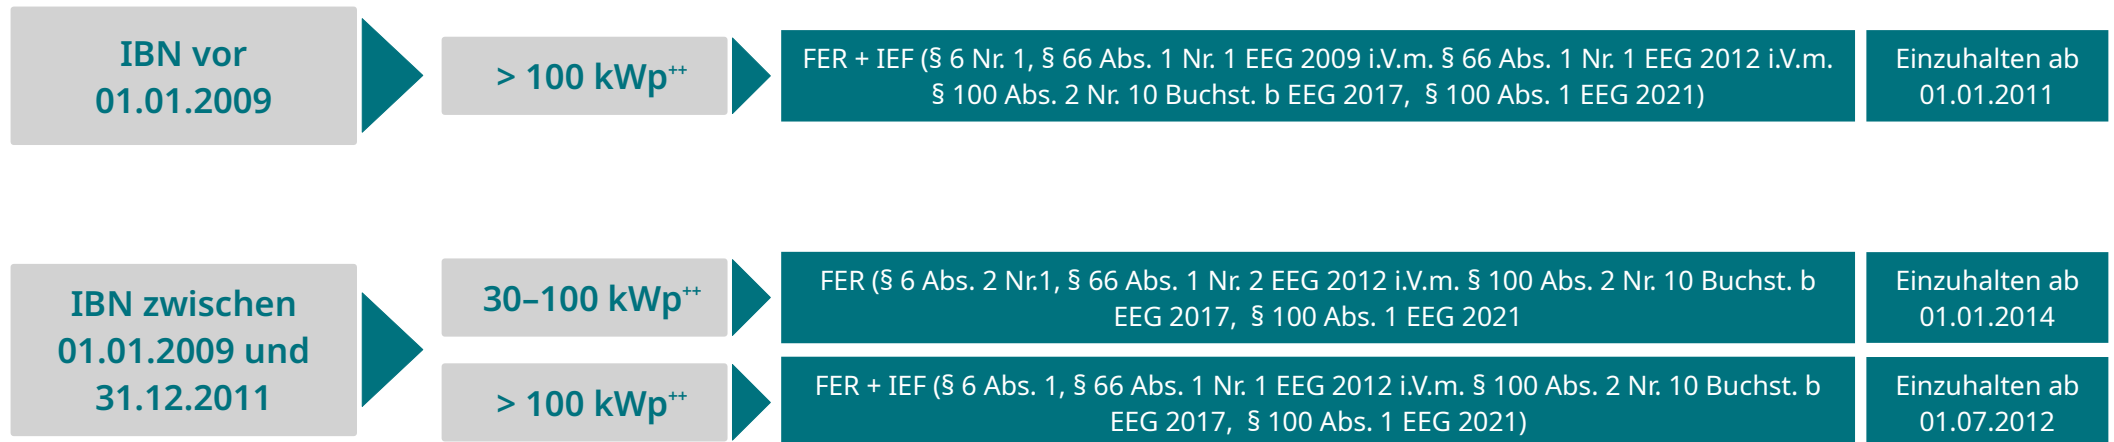 IBN vor
01.01.2009
> 100 kWp⁺⁺
FER + IEF (§ 6 Nr. 1, § 66 Abs. 1 Nr. 1 EEG 2009 i.V.m. § 66 Abs. 1 Nr. 1 EEG 2012 i.V.m.
§ 100 Abs. 2 Nr. 10 Buchst. b EEG 2017, § 100 Abs. 1 EEG 2021)
Einzuhalten ab
01.01.2011
IBN zwischen
01.01.2009 und
31.12.2011
30–100 kWp⁺⁺
FER (§ 6 Abs. 2 Nr.1, § 66 Abs. 1 Nr. 2 EEG 2012 i.V.m. § 100 Abs. 2 Nr. 10 Buchst. b
EEG 2017, § 100 Abs. 1 EEG 2021
Einzuhalten ab
01.01.2014
> 100 kWp⁺⁺
FER + IEF (§ 6 Abs. 1, § 66 Abs. 1 Nr. 1 EEG 2012 i.V.m. § 100 Abs. 2 Nr. 10 Buchst. b
EEG 2017, § 100 Abs. 1 EEG 2021)
Einzuhalten ab
01.07.2012